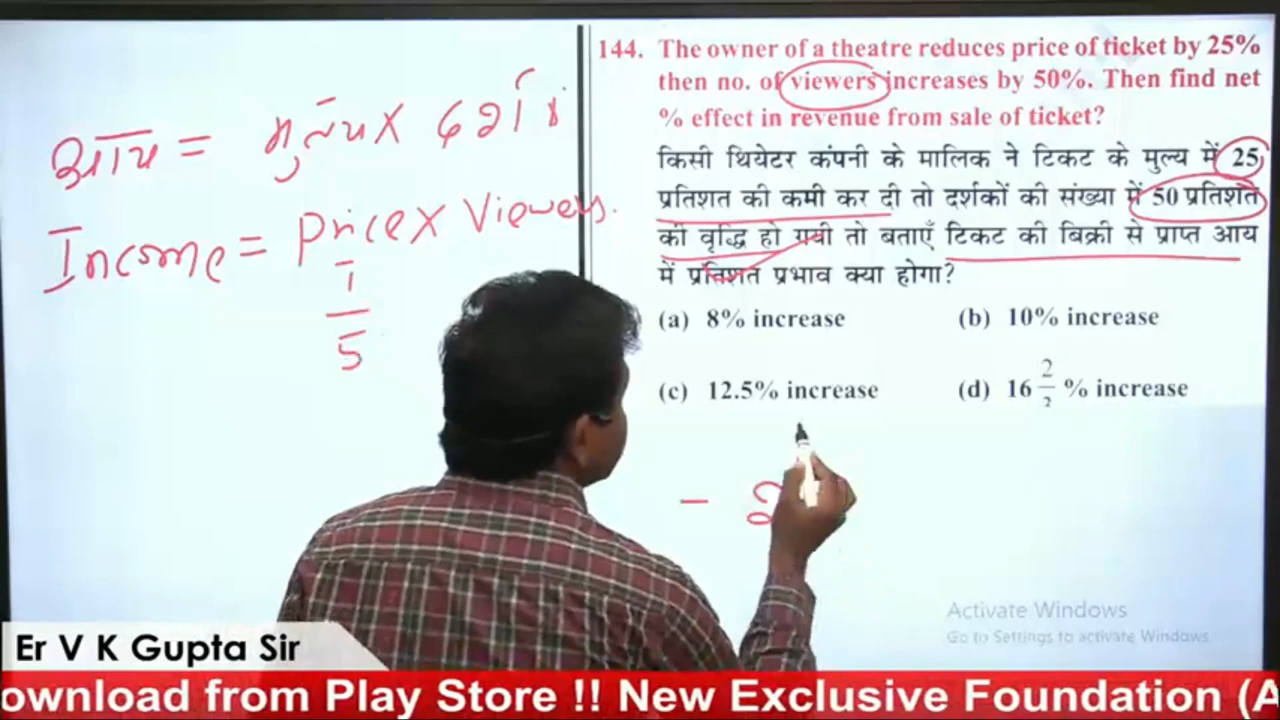 आय = मूल्य X दर्शक
Income = Price X Viewers.
1
5
144. The owner of a theatre reduces price of ticket by 25%
then no. of viewers increases by 50%. Then find net
% effect in revenue from sale of ticket?
किसी थियेटर कंपनी के मालिक ने टिकट के मुल्य में 25
प्रतिशत की कमी कर दी तो दर्शकों की संख्या में 50 प्रतिशत
की वृद्धि हो गयी तो बताएँ टिकट की बिक्री से प्राप्त आय
में प्रतिशत प्रभाव क्या होगा?
(a) 8% increase (b) 10% increase
(c) 12.5% increase (d) 16 2/3 % increase
- 2
Activate Windows
Go to Settings to activate Windows.
Er V K Gupta Sir
ownload from Play Store !! New Exclusive Foundation (A